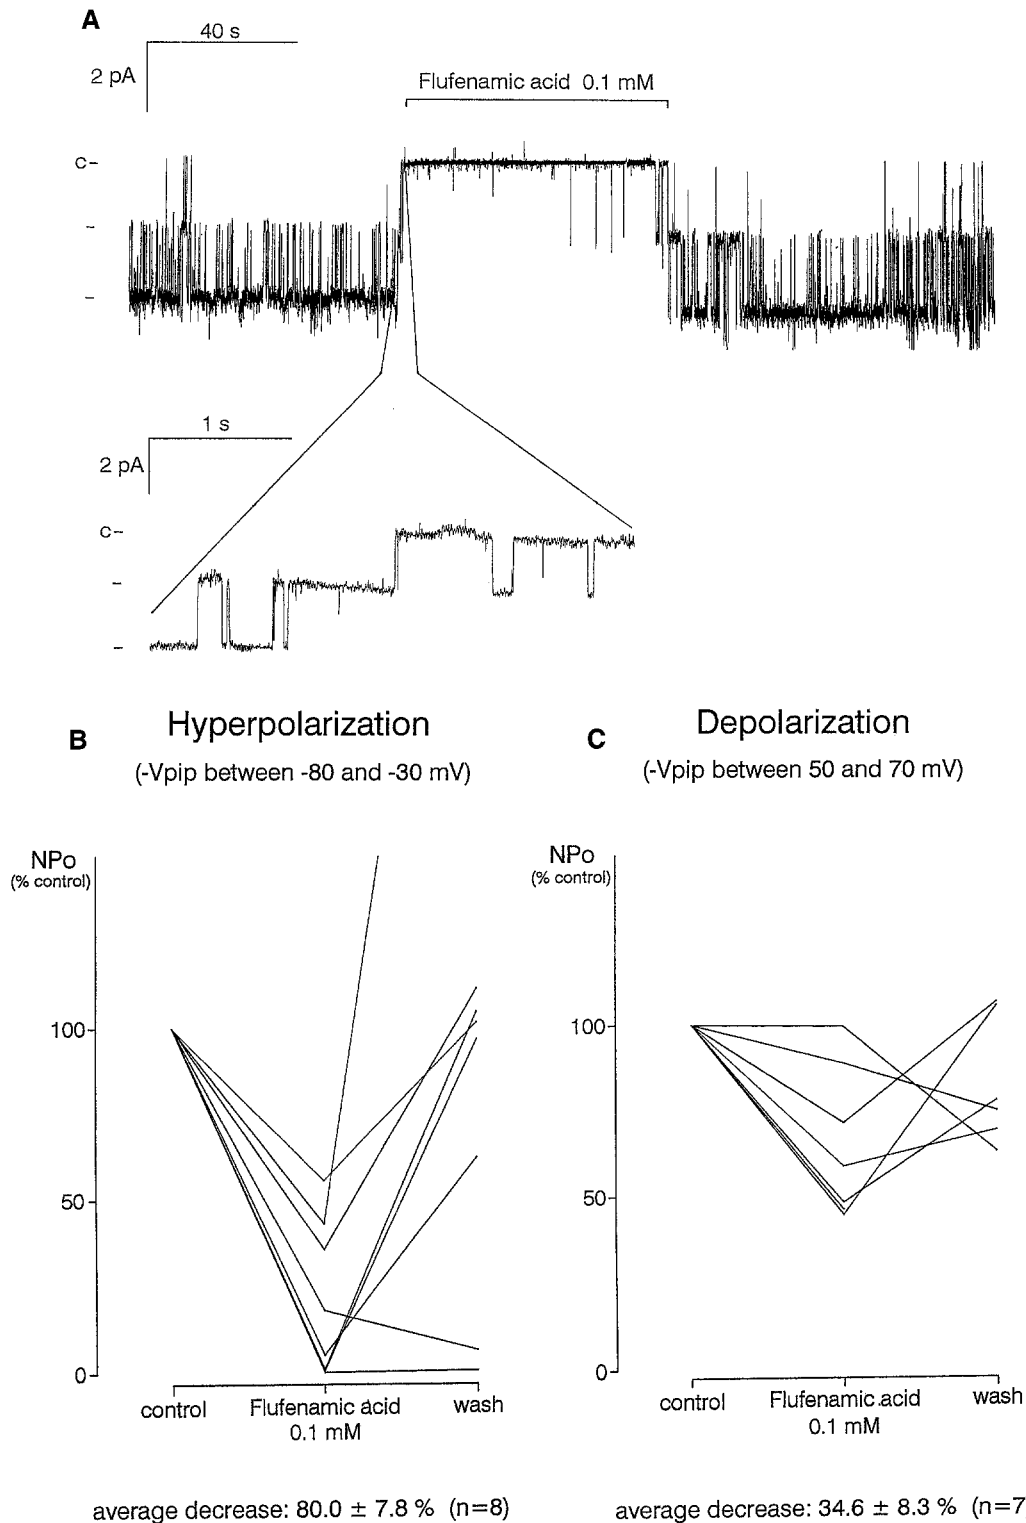 A
40 s
2 pA
Flufenamic acid 0.1 mM
c-
-
-
1 s
2 pA
c-
-
-
B
Hyperpolarization
(-Vpip between -80 and -30 mV)
NPo
(% control)
100
50
0
control
Flufenamic acid
0.1 mM
wash
average decrease: 80.0 ± 7.8 % (n=8)
C
Depolarization
(-Vpip between 50 and 70 mV)
NPo
(% control)
100
50
0
control
Flufenamic acid
0.1 mM
wash
average decrease: 34.6 ± 8.3 % (n=7